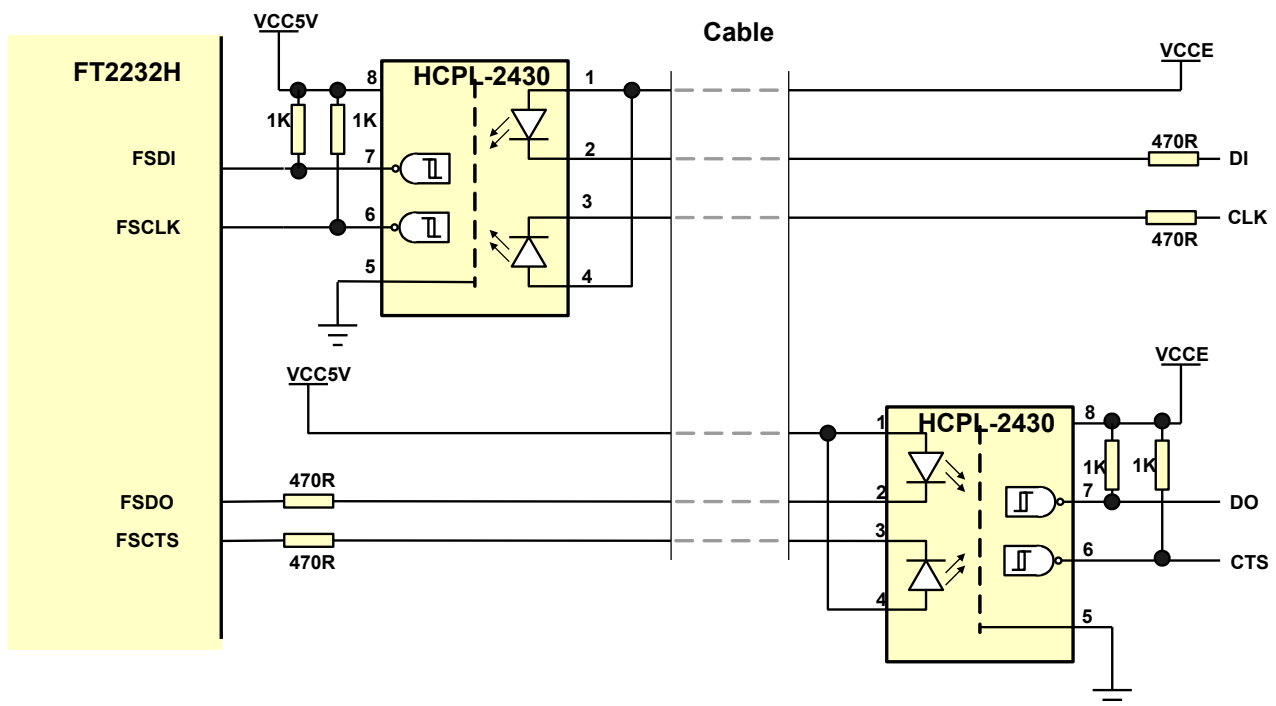 VCC5V
Cable
VCCE
FT2232H
HCPL-2430
8
1
1K
1K
470R
FSDI
7
2
DI
3
FSCLK
6
CLK
470R
5
4
VCC5V
VCCE
1
HCPL-2430
8
470R
1K
1K
FSDO
2
7
DO
FSCTS
3
470R
6
CTS
4
5